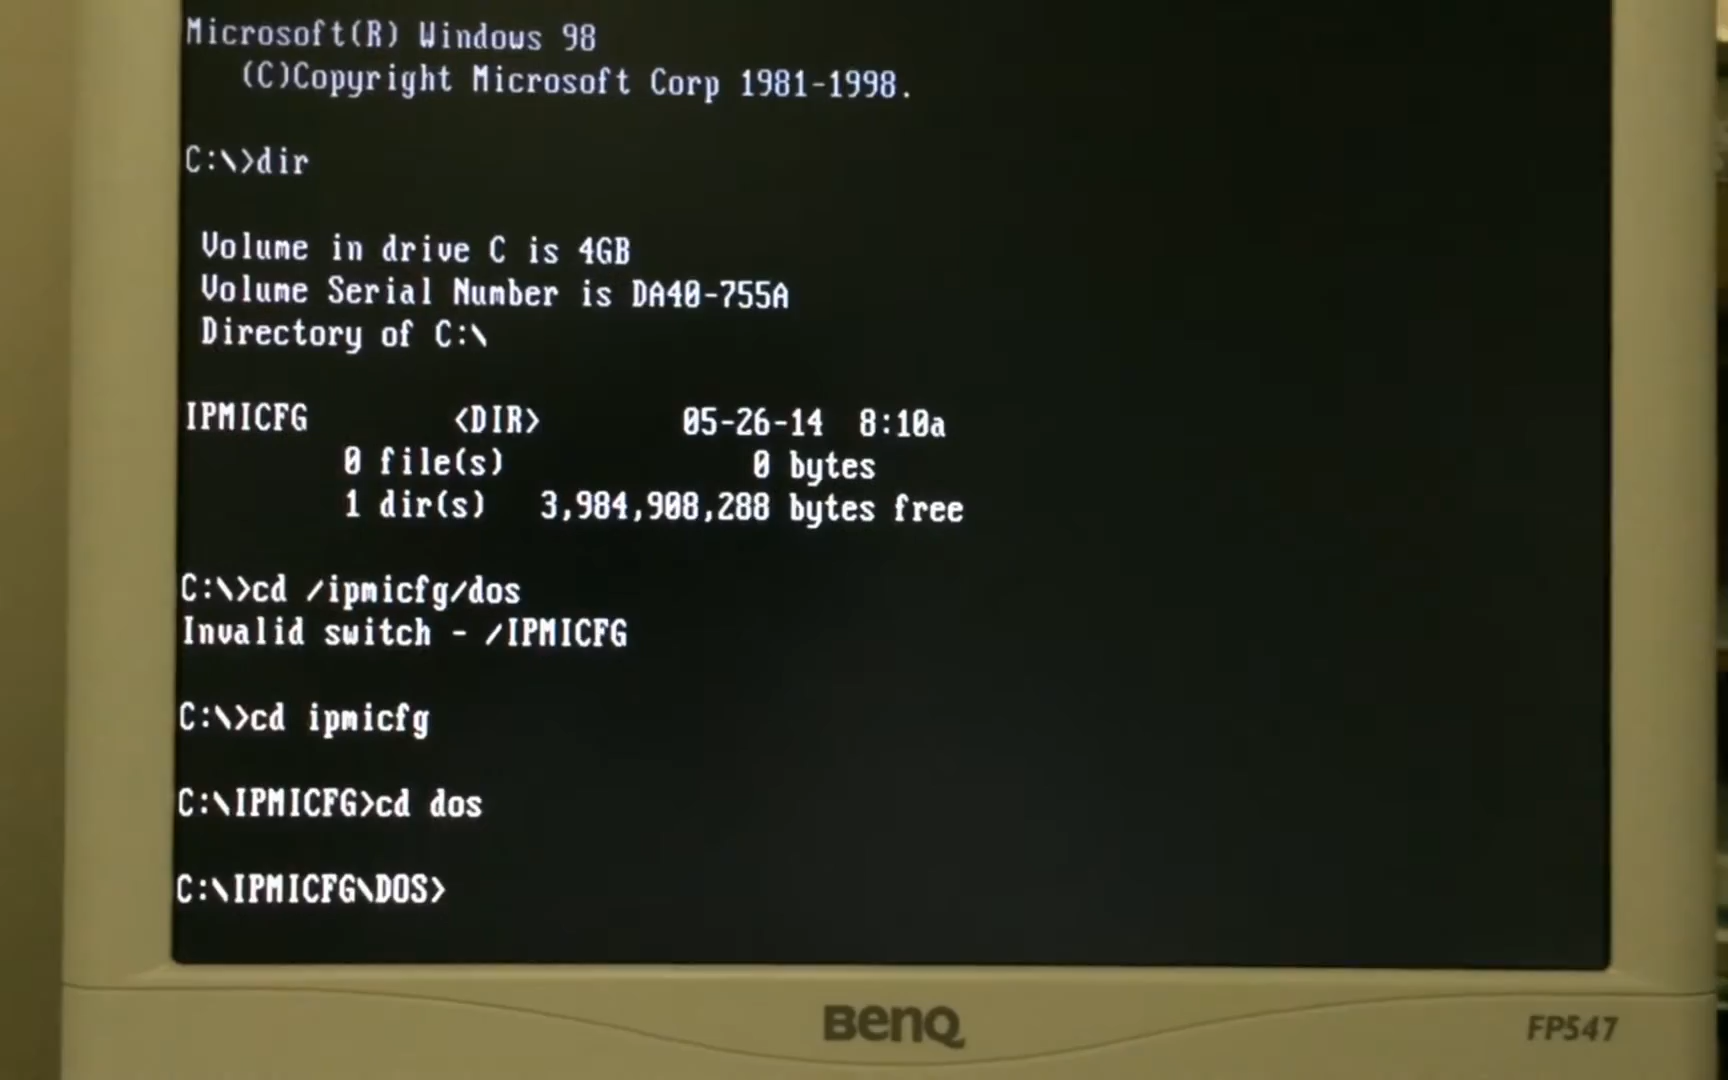 Microsoft(R) Windows 98
(C)Copyright Microsoft Corp 1981-1998.
C:\>dir
Volume in drive C is 4GB
Volume Serial Number is DA40-755A
Directory of C:\
IPMICFG <DIR> 05-26-14 8:10a
0 file(s) 0 bytes
1 dir(s) 3,984,908,288 bytes free
C:\>cd /ipmicfg/dos
Invalid switch - /IPMICFG
C:\>cd ipmicfg
C:\IPMICFG>cd dos
C:\IPMICFG\DOS>
BenQ
FP547